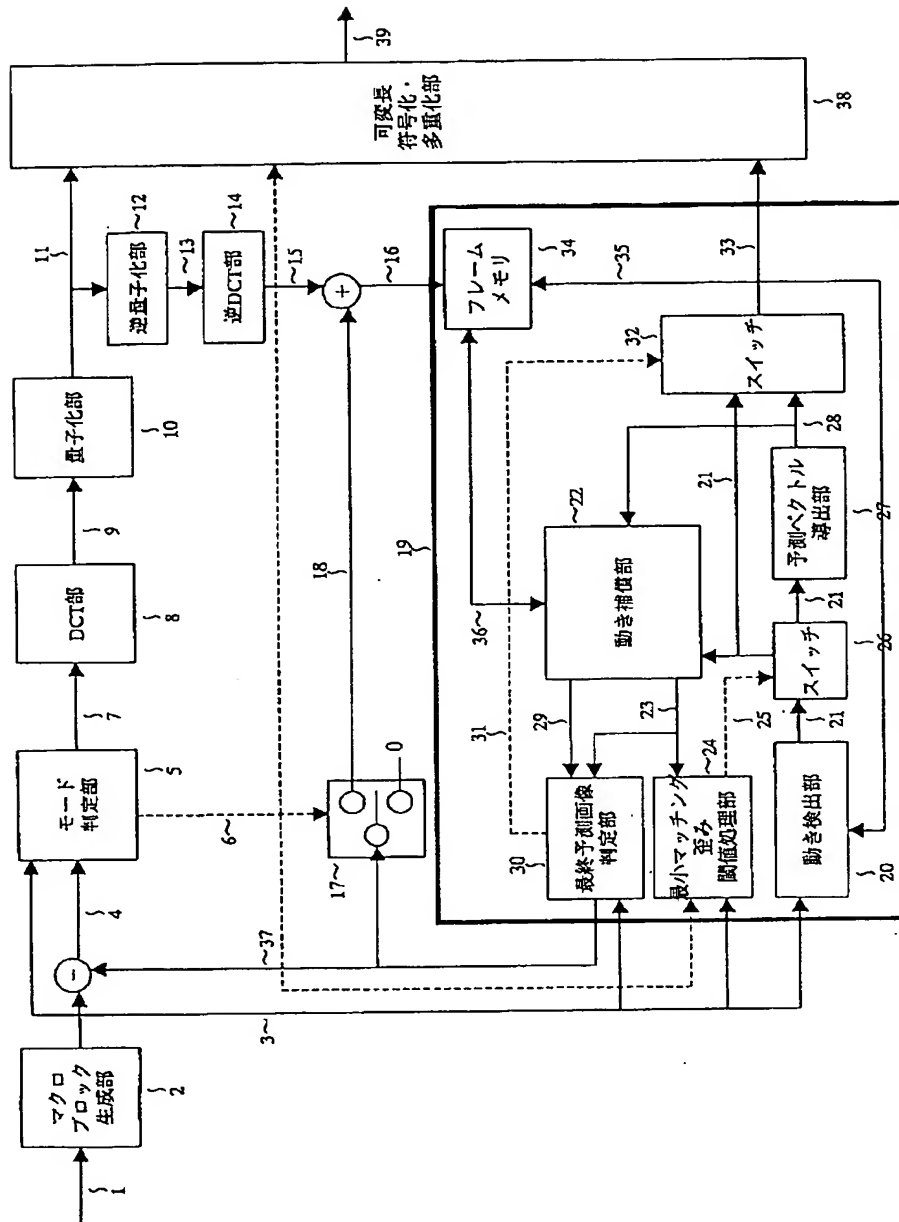 1
マクロ
ブロック
生成部
2
3
−
4
モード
判定部
5
6
7
DCT部
8
9
量子化部
10
11
逆量子化部
12
13
逆DCT部
14
15
+
16
17
0
18
19
可変長
符号化・
多重化部
38
39
37
最終予測画像
判定部
30
29
31
最小マッチング
歪み
閾値処理部
24
23
25
動き検出部
20
21
スイッチ
26
21
予測ベクトル
導出部
27
28
21
動き補償部
22
36
スイッチ
32
33
フレーム
メモリ
34
35